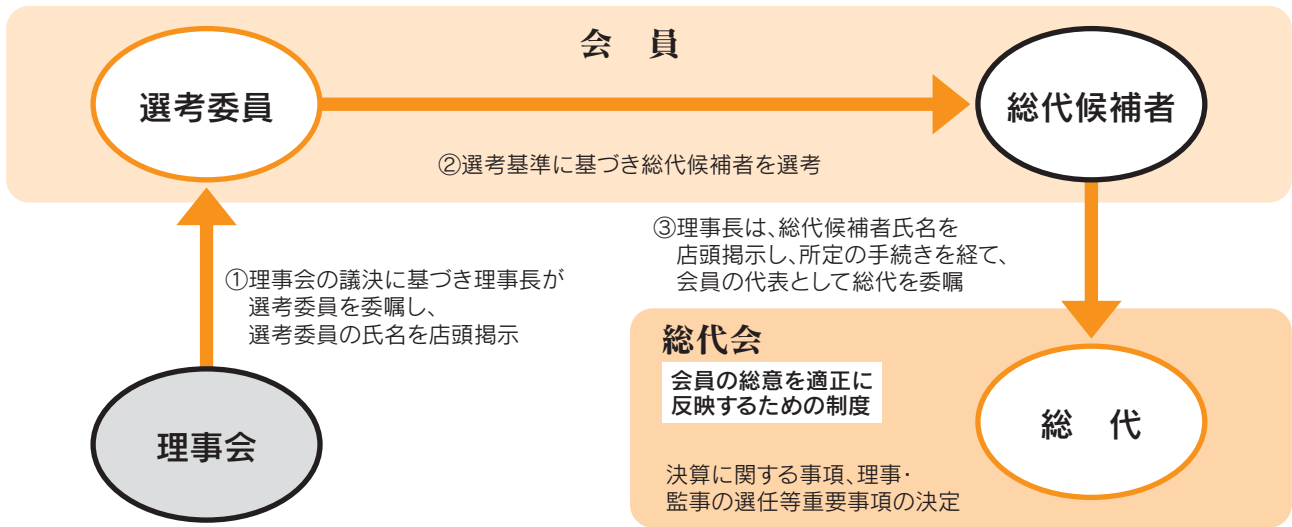 会　員
選考委員
総代候補者
②選考基準に基づき総代候補者を選考
①理事会の議決に基づき理事長が
選考委員を委嘱し、
選考委員の氏名を店頭掲示
理事会
③理事長は、総代候補者氏名を
店頭掲示し、所定の手続きを経て、
会員の代表として総代を委嘱
総代会
会員の総意を適正に
反映するための制度
総　代
決算に関する事項、理事・
監事の選任等重要事項の決定